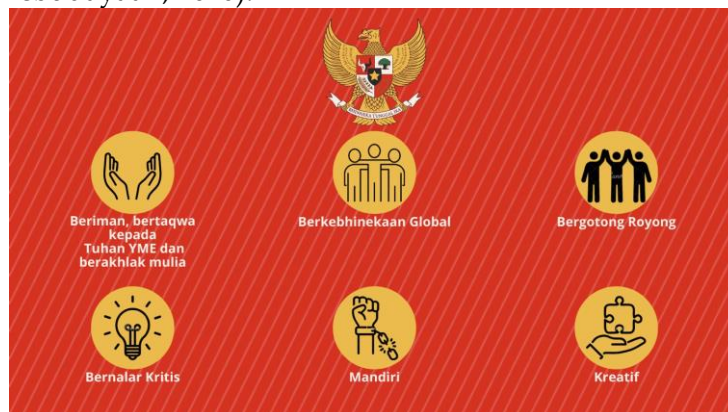 Beriman, bertaqwa
kepada
Tuhan YME dan
berakhlak mulia
Berkebhinekaan Global
Bergotong Royong
Bernalar Kritis
Mandiri
Kreatif